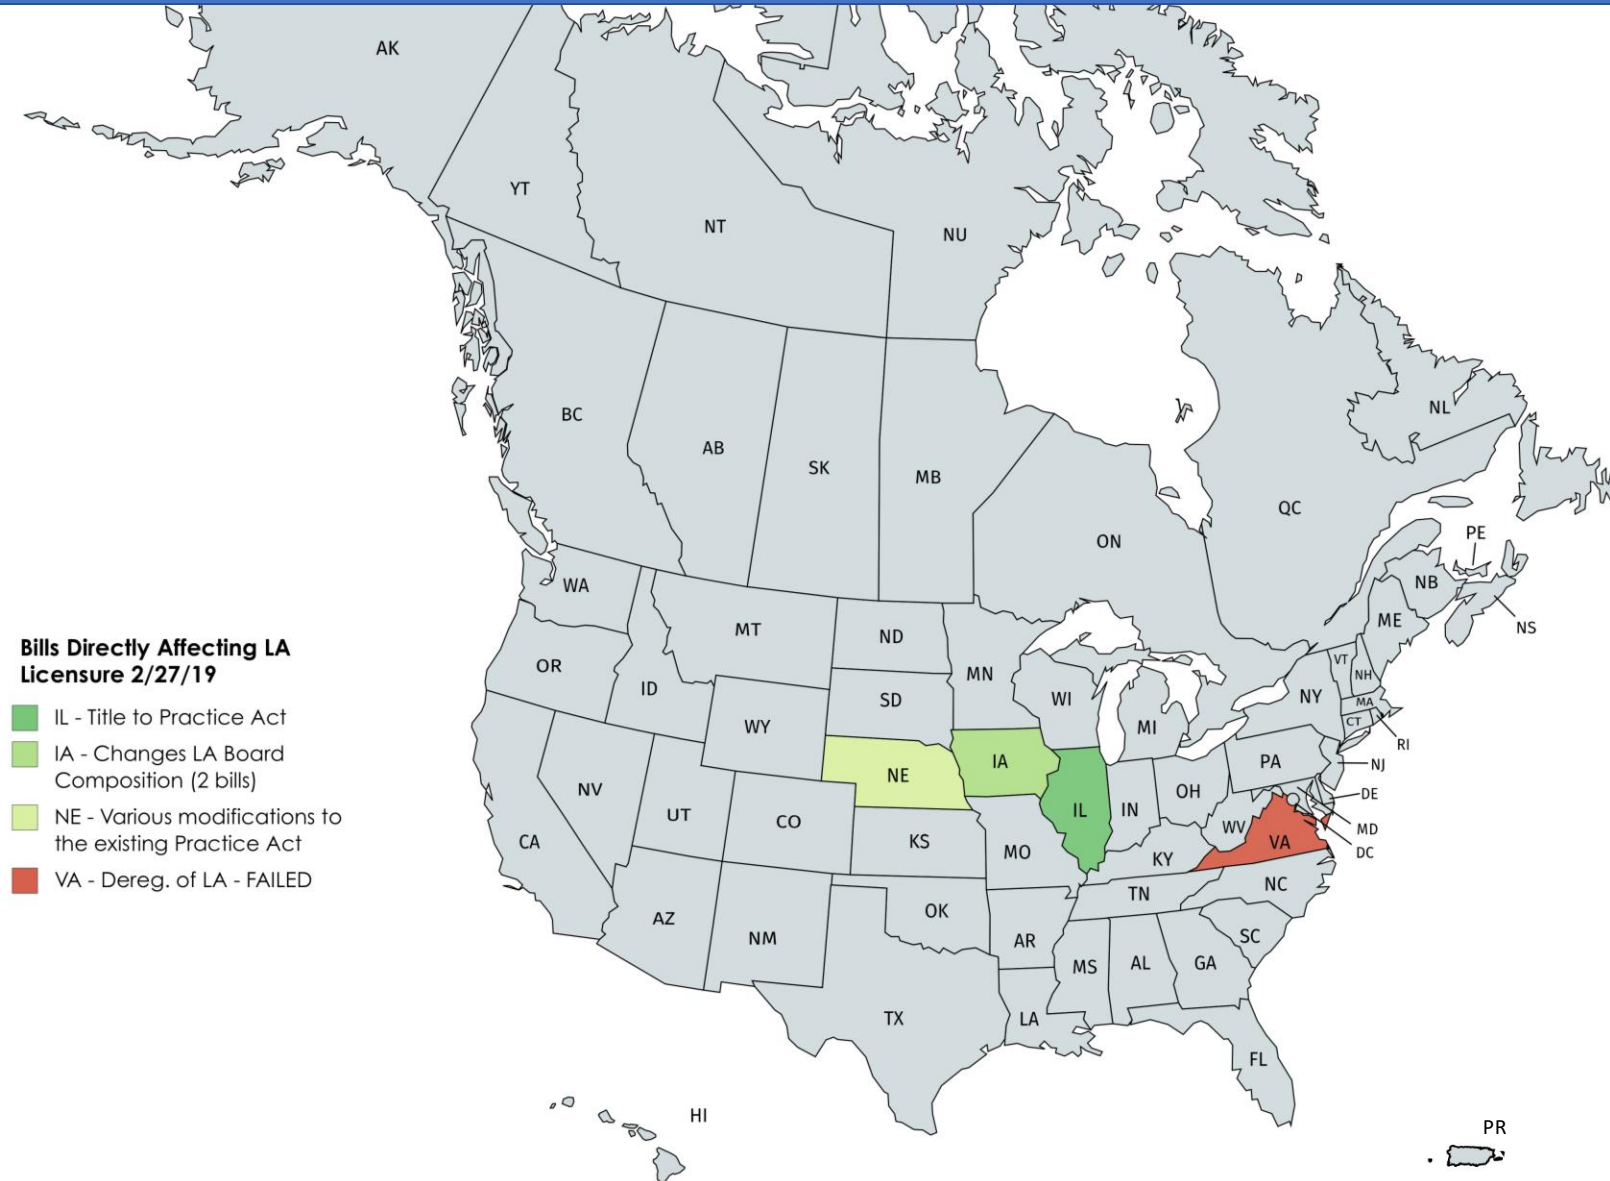 AK
YT
NT
NU
BC
AB
SK
MB
ON
QC
NL
PE
NB
NS
ME
WA
MT
ND
MN
OR
ID
SD
WI
MI
NY
VT
NH
MA
CT
RI
WY
NE
IA
IL
IN
OH
PA
NJ
DE
MD
DC
NV
UT
CO
KS
MO
KY
WV
VA
CA
AZ
NM
OK
AR
TN
NC
SC
MS
AL
GA
TX
LA
FL
HI
PR
Bills Directly Affecting LA
Licensure 2/27/19
IL - Title to Practice Act
IA - Changes LA Board
Composition (2 bills)
NE - Various modifications to
the existing Practice Act
VA - Dereg. of LA - FAILED